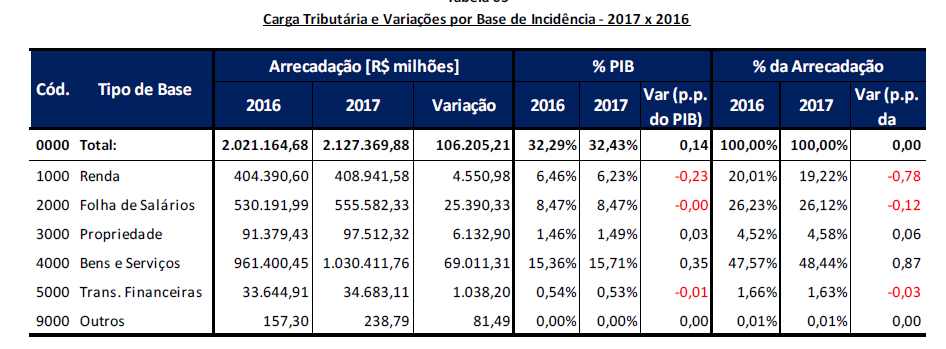 Carga Tributária e Variações por Base de Incidência - 2017 x 2016
Cód. Tipo de Base Arrecadação [R$ milhões] % PIB % da Arrecadação
2016 2017 Variação 2016 2017 Var (p.p. do PIB) 2016 2017 Var (p.p. da
0000 Total: 2.021.164,68 2.127.369,88 106.205,21 32,29% 32,43% 0,14 100,00% 100,00% 0,00
1000 Renda 404.390,60 408.941,58 4.550,98 6,46% 6,23% -0,23 20,01% 19,22% -0,78
2000 Folha de Salários 530.191,99 555.582,33 25.390,33 8,47% 8,47% -0,00 26,23% 26,12% -0,12
3000 Propriedade 91.379,43 97.512,32 6.132,90 1,46% 1,49% 0,03 4,52% 4,58% 0,06
4000 Bens e Serviços 961.400,45 1.030.411,76 69.011,31 15,36% 15,71% 0,35 47,57% 48,44% 0,87
5000 Trans. Financeiras 33.644,91 34.683,11 1.038,20 0,54% 0,53% -0,01 1,66% 1,63% -0,03
9000 Outros 157,30 238,79 81,49 0,00% 0,00% 0,00 0,01% 0,01% 0,00